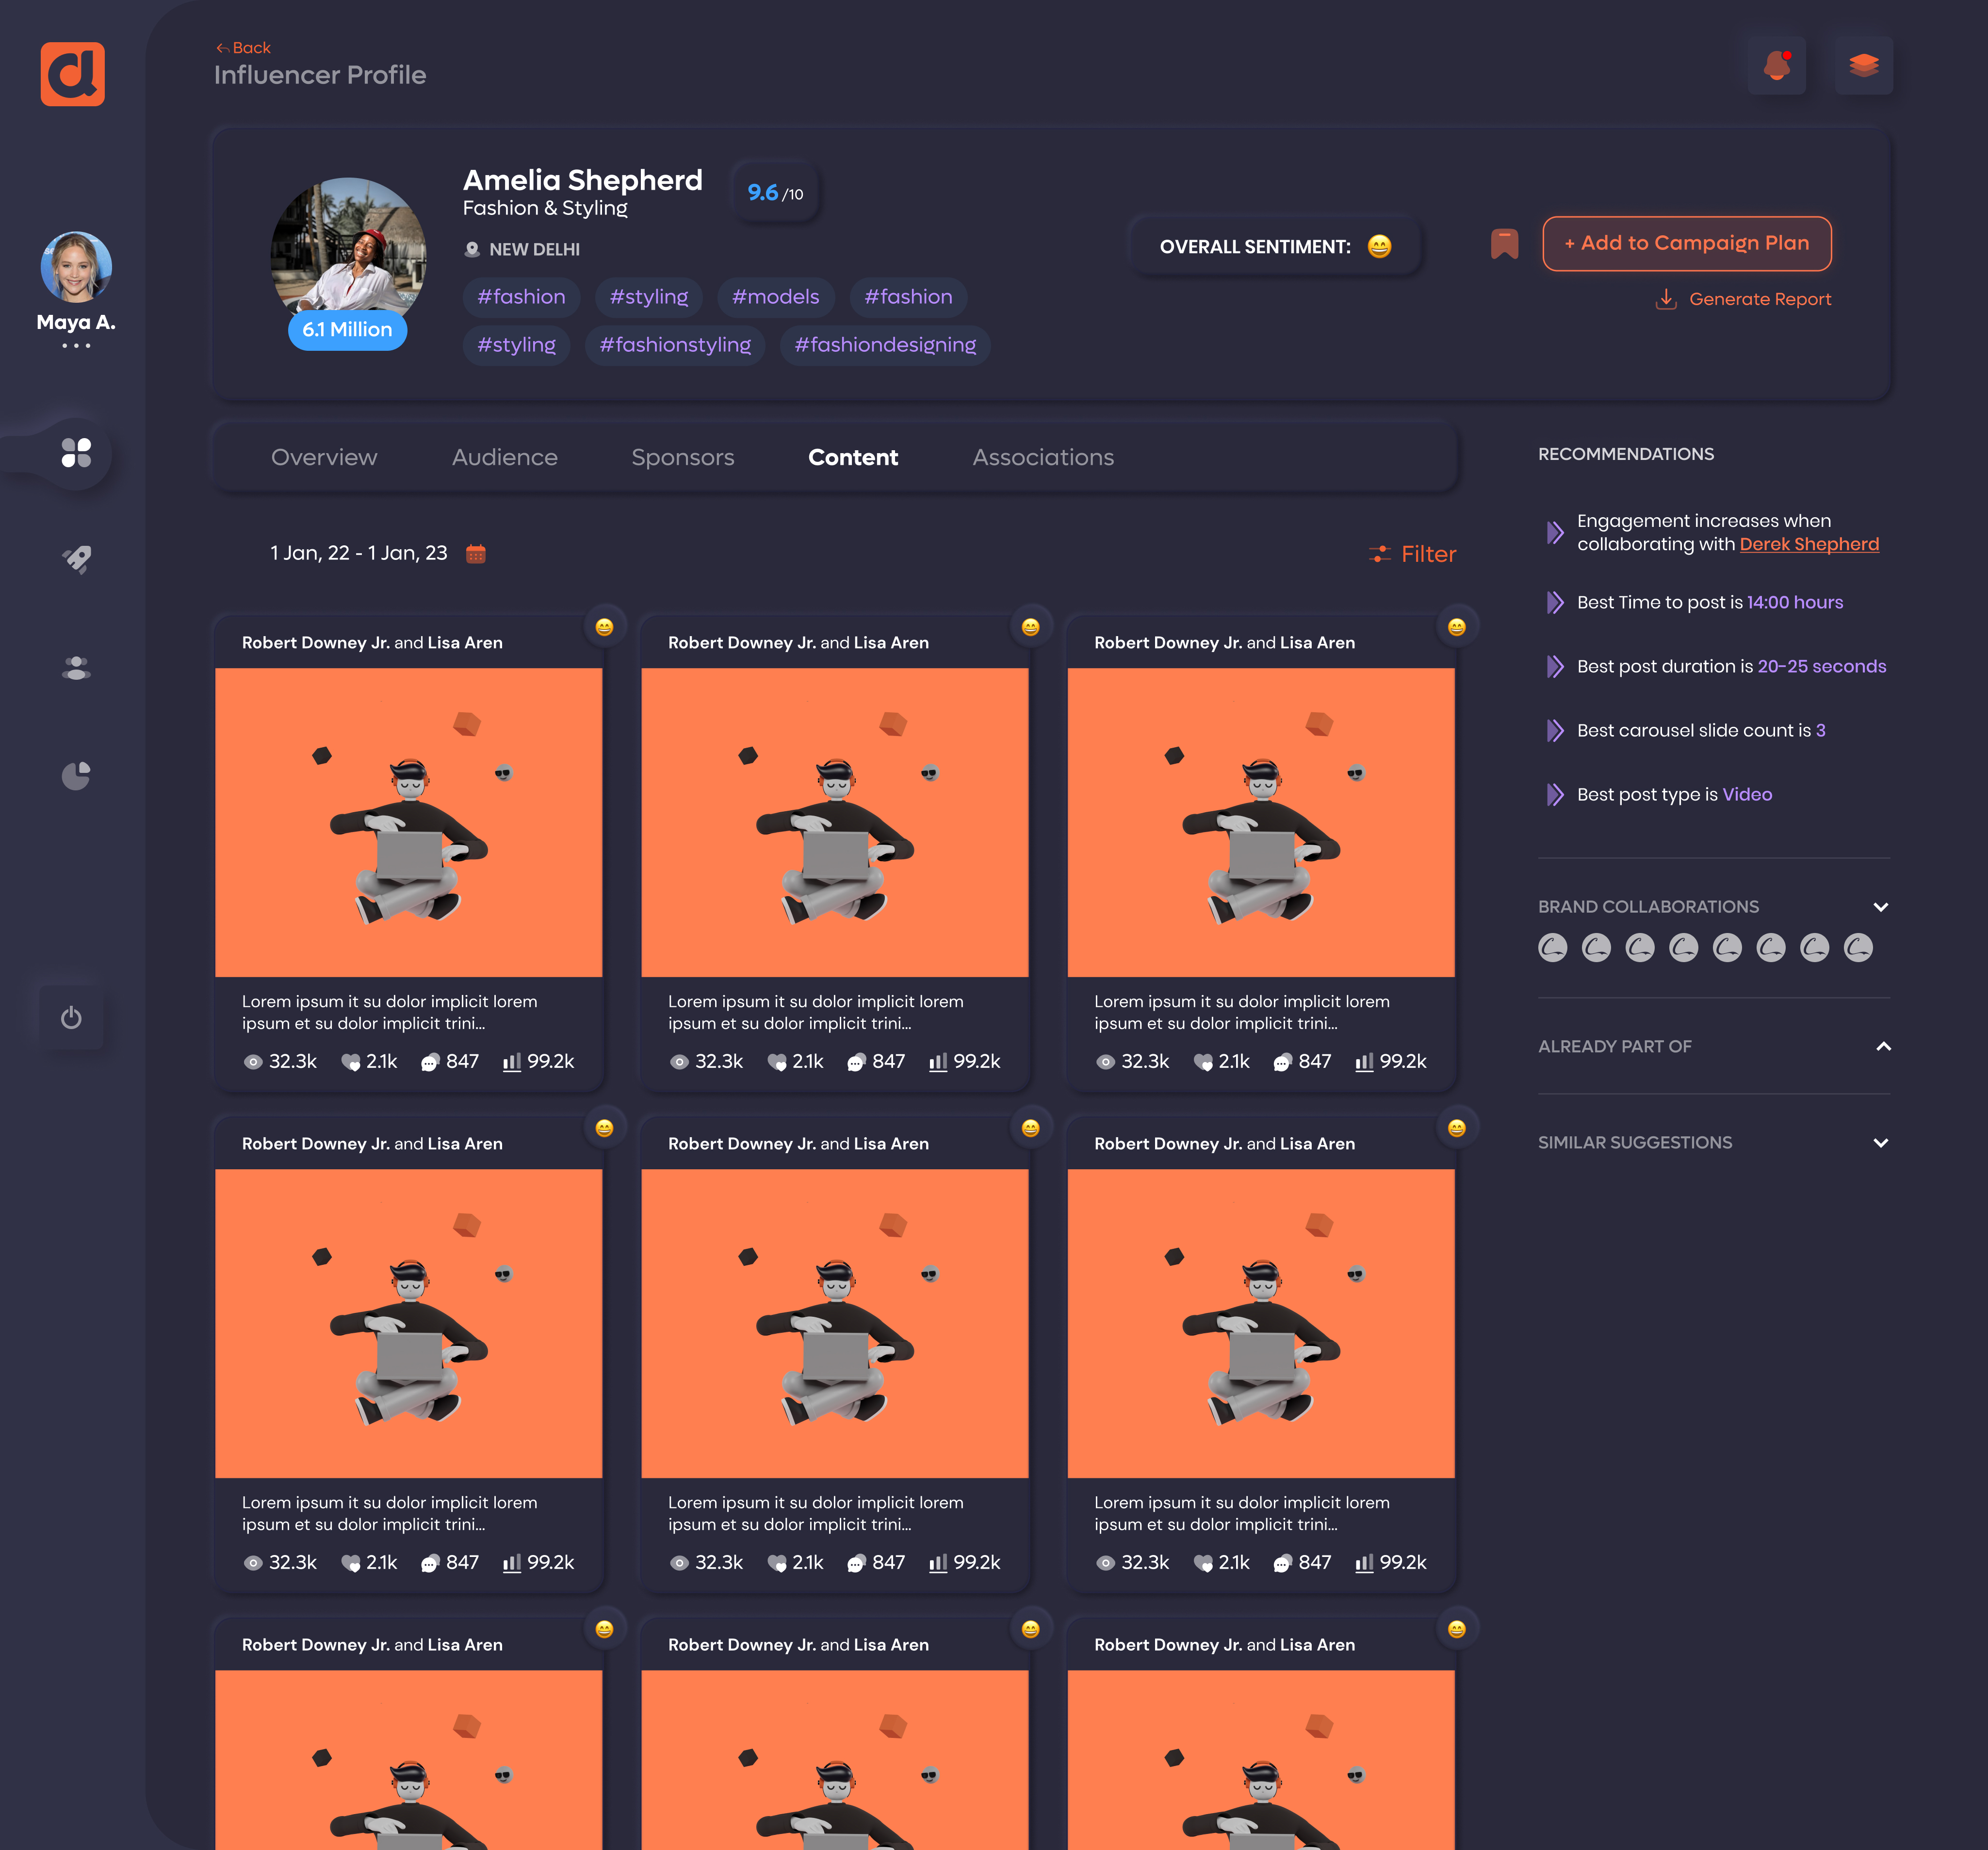 Back
Influencer Profile
Maya A.
Amelia Shepherd
Fashion & Styling
9.6 /10
NEW DELHI
6.1 Million
#fashion #styling #models #fashion
#styling #fashionstyling #fashiondesigning
OVERALL SENTIMENT:
+ Add to Campaign Plan
Generate Report
Overview Audience Sponsors Content Associations
1 Jan, 22 - 1 Jan, 23
Filter
Robert Downey Jr. and Lisa Aren
Lorem ipsum it su dolor implicit lorem
ipsum et su dolor implicit trini...
32.3k 2.1k 847 99.2k
Robert Downey Jr. and Lisa Aren
Lorem ipsum it su dolor implicit lorem
ipsum et su dolor implicit trini...
32.3k 2.1k 847 99.2k
Robert Downey Jr. and Lisa Aren
Lorem ipsum it su dolor implicit lorem
ipsum et su dolor implicit trini...
32.3k 2.1k 847 99.2k
Robert Downey Jr. and Lisa Aren
Lorem ipsum it su dolor implicit lorem
ipsum et su dolor implicit trini...
32.3k 2.1k 847 99.2k
Robert Downey Jr. and Lisa Aren
Lorem ipsum it su dolor implicit lorem
ipsum et su dolor implicit trini...
32.3k 2.1k 847 99.2k
Robert Downey Jr. and Lisa Aren
Lorem ipsum it su dolor implicit lorem
ipsum et su dolor implicit trini...
32.3k 2.1k 847 99.2k
Robert Downey Jr. and Lisa Aren
Robert Downey Jr. and Lisa Aren
Robert Downey Jr. and Lisa Aren
RECOMMENDATIONS
Engagement increases when
collaborating with Derek Shepherd
Best Time to post is 14:00 hours
Best post duration is 20-25 seconds
Best carousel slide count is 3
Best post type is Video
BRAND COLLABORATIONS
ALREADY PART OF
SIMILAR SUGGESTIONS